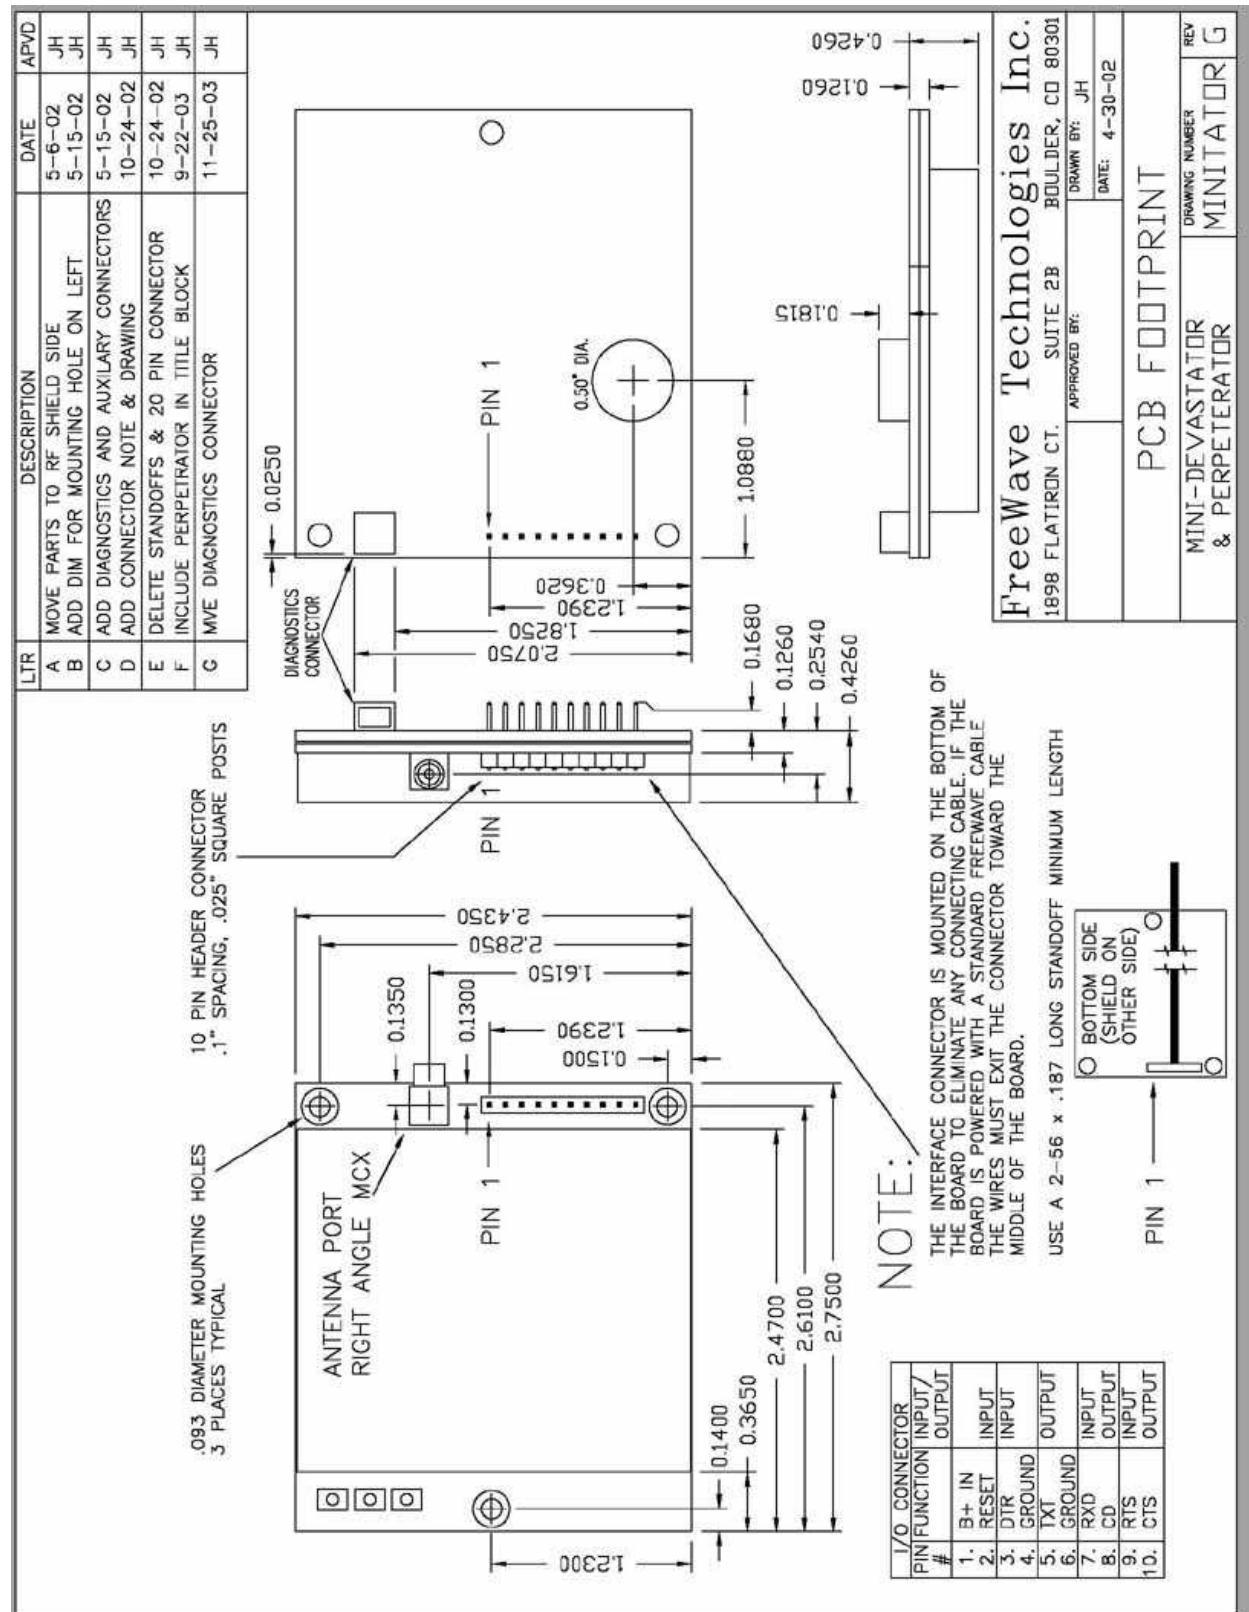 LTR DESCRIPTION DATE APVD
A MOVE PARTS TO RF SHIELD SIDE 5-6-02 JH
B ADD DIM FOR MOUNTING HOLE ON LEFT 5-15-02 JH
C ADD DIAGNOSTICS AND AUXILARY CONNECTORS 5-15-02 JH
D ADD CONNECTOR NOTE & DRAWING 10-24-02 JH
E DELETE STANDOFFS & 20 PIN CONNECTOR 10-24-02 JH
F INCLUDE PERPETRATOR IN TITLE BLOCK 9-22-03 JH
G MVE DIAGNOSTICS CONNECTOR 11-25-03 JH
.093 DIAMETER MOUNTING HOLES
3 PLACES TYPICAL
10 PIN HEADER CONNECTOR
.1" SPACING, .025" SQUARE POSTS
ANTENNA PORT
RIGHT ANGLE MCX
PIN 1
1.2300
0.1400
0.3650
2.4700
2.6100
2.7500
0.1350
0.1300
2.4350
2.2850
1.6150
1.2390
0.1500
PIN 1
0.1680
0.1260
0.2540
0.4260
DIAGNOSTICS
CONNECTOR
0.0250
2.0750
1.8250
1.2390
0.3620
PIN 1
0.50" DIA.
1.0880
0.1815
0.1260
0.4260
NOTE:
THE INTERFACE CONNECTOR IS MOUNTED ON THE BOTTOM OF
THE BOARD TO ELIMINATE ANY CONNECTING CABLE. IF THE
BOARD IS POWERED WITH A STANDARD FREEWAVE CABLE
THE WIRES MUST EXIT THE CONNECTOR TOWARD THE
MIDDLE OF THE BOARD.
USE A 2-56 x .187 LONG STANDOFF MINIMUM LENGTH
PIN 1
BOTTOM SIDE
(SHIELD ON
OTHER SIDE)
I/O CONNECTOR
PIN # FUNCTION INPUT/OUTPUT
1. B+ IN
2. RESET INPUT
3. DTR INPUT
4. GROUND
5. TXT OUTPUT
6. GROUND
7. RXD INPUT
8. CD OUTPUT
9. RTS INPUT
10. CTS OUTPUT
FreeWave Technologies Inc.
1898 FLATIRON CT. SUITE 2B BOULDER, CO 80301
APPROVED BY: DRAWN BY: JH
DATE: 4-30-02
PCB FOOTPRINT
MINI-DEVASTATOR
& PERPETERATOR
DRAWING NUMBER REV
MINITATOR G